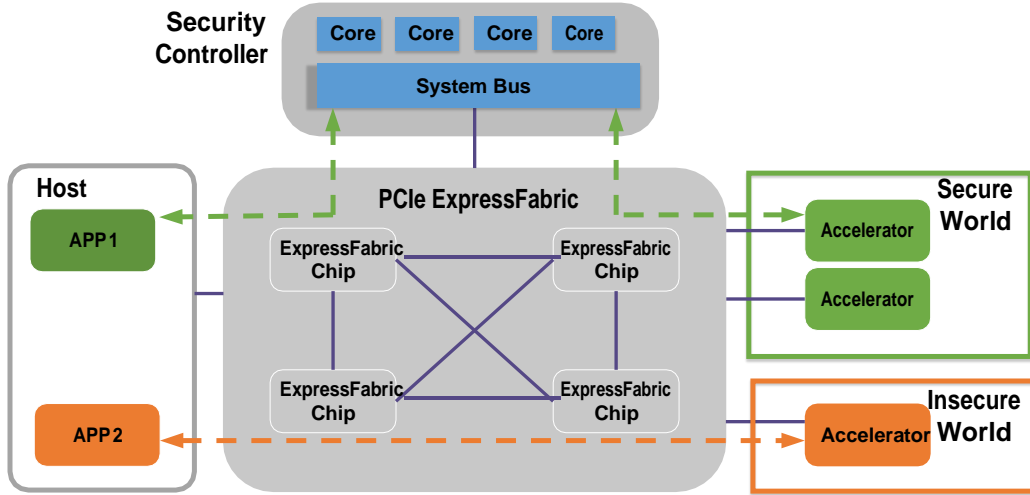 Security
Controller
Core
Core
Core
Core
System Bus
Host
APP1
APP2
PCIe ExpressFabric
ExpressFabric
Chip
ExpressFabric
Chip
ExpressFabric
Chip
ExpressFabric
Chip
Secure
World
Accelerator
Accelerator
Insecure
World
Accelerator